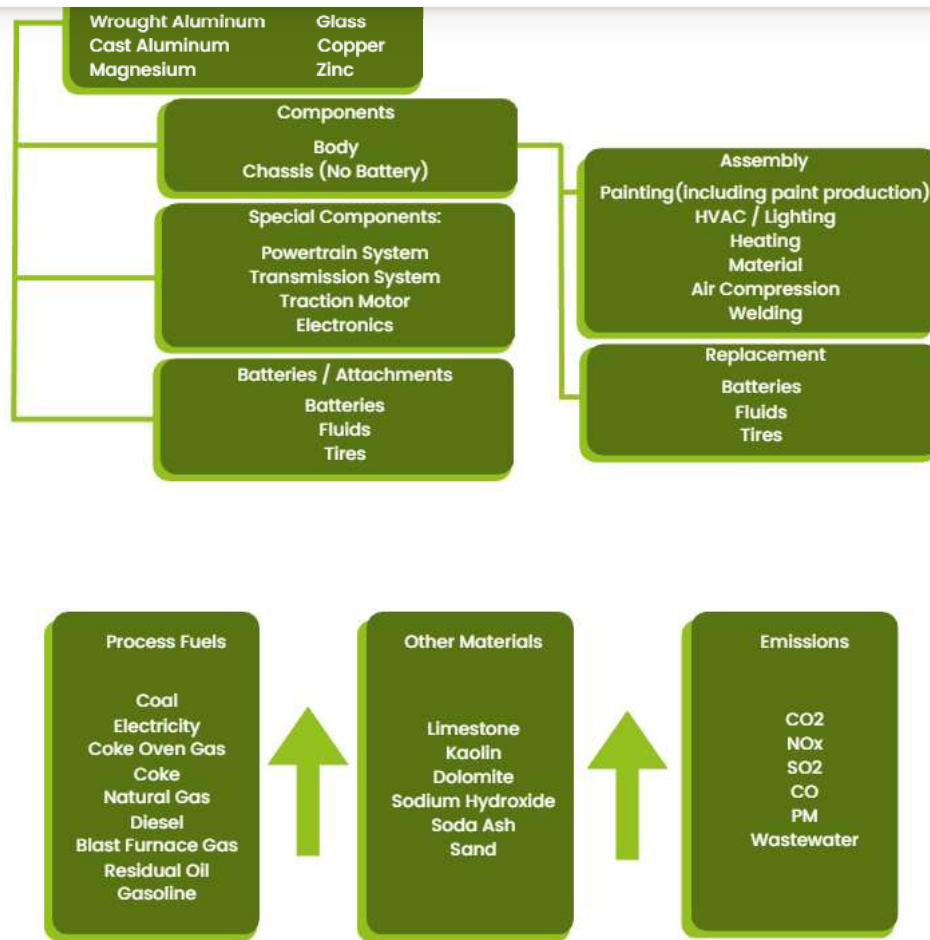 Wrought Aluminum Glass
Cast Aluminum Copper
Magnesium Zinc
Components
Body
Chassis (No Battery)
Special Components:
Powertrain System
Transmission System
Traction Motor
Electronics
Batteries / Attachments
Batteries
Fluids
Tires
Assembly
Painting(including paint production)
HVAC / Lighting
Heating
Material
Air Compression
Welding
Replacement
Batteries
Fluids
Tires
Process Fuels
Coal
Electricity
Coke Oven Gas
Coke
Natural Gas
Diesel
Blast Furnace Gas
Residual Oil
Gasoline
Other Materials
Limestone
Kaolin
Dolomite
Sodium Hydroxide
Soda Ash
Sand
Emissions
CO2
NOx
SO2
CO
PM
Wastewater